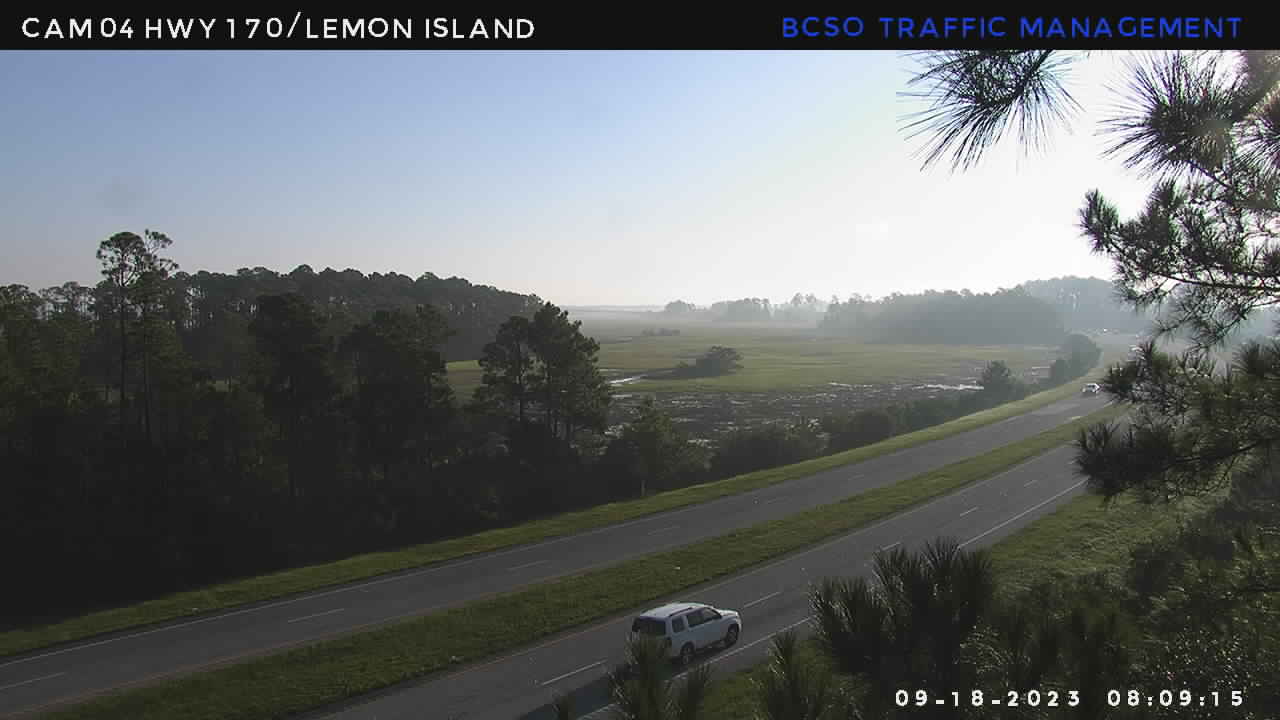 CAM04 HWY 170/LEMON ISLAND
BCSO TRAFFIC MANAGEMENT
09-18-2023 08:09:15